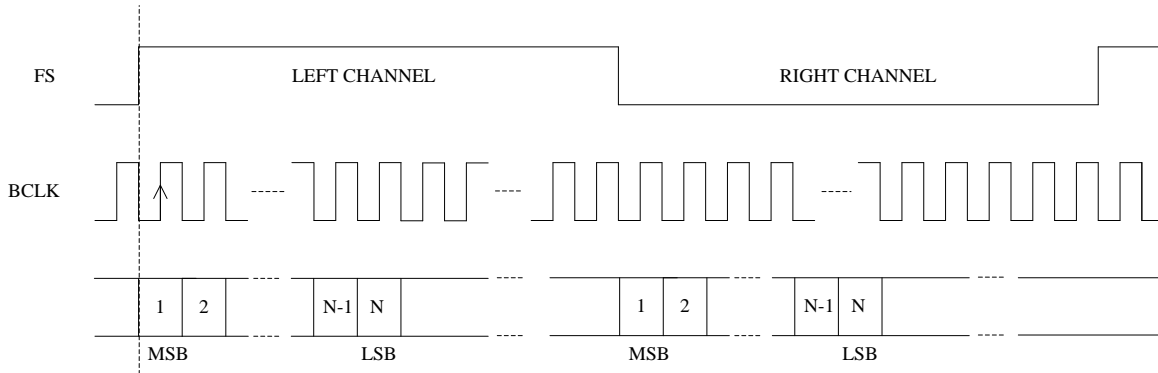 FS
LEFT CHANNEL
RIGHT CHANNEL
BCLK
1 2 N-1 N 1 2 N-1 N
MSB LSB MSB LSB